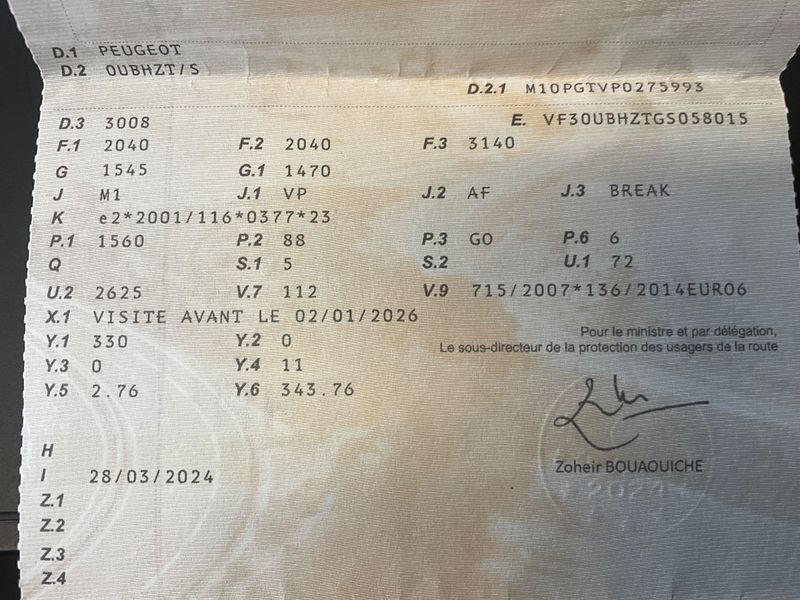 D.1 PEUGEOT
D.2 0UBHZT/S
D.2.1 M10PGTVP0275993
D.3 3008 E. VF30UBHZTGS058015
F.1 2040 F.2 2040 F.3 3140
G 1545 G.1 1470
J M1 J.1 VP J.2 AF J.3 BREAK
K e2*2001/116*0377*23
P.1 1560 P.2 88 P.3 GO P.6 6
Q S.1 5 S.2 U.1 72
U.2 2625 V.7 112 V.9 715/2007*136/2014EURO6
X.1 VISITE AVANT LE 02/01/2026
Y.1 330 Y.2 0
Pour le ministre et par délégation,
Le sous-directeur de la protection des usagers de la route
Y.3 0 Y.4 11
Y.5 2.76 Y.6 343.76
H
Zoheir BOUAOUICHE
I 28/03/2024
Z.1
Z.2
Z.3
Z.4